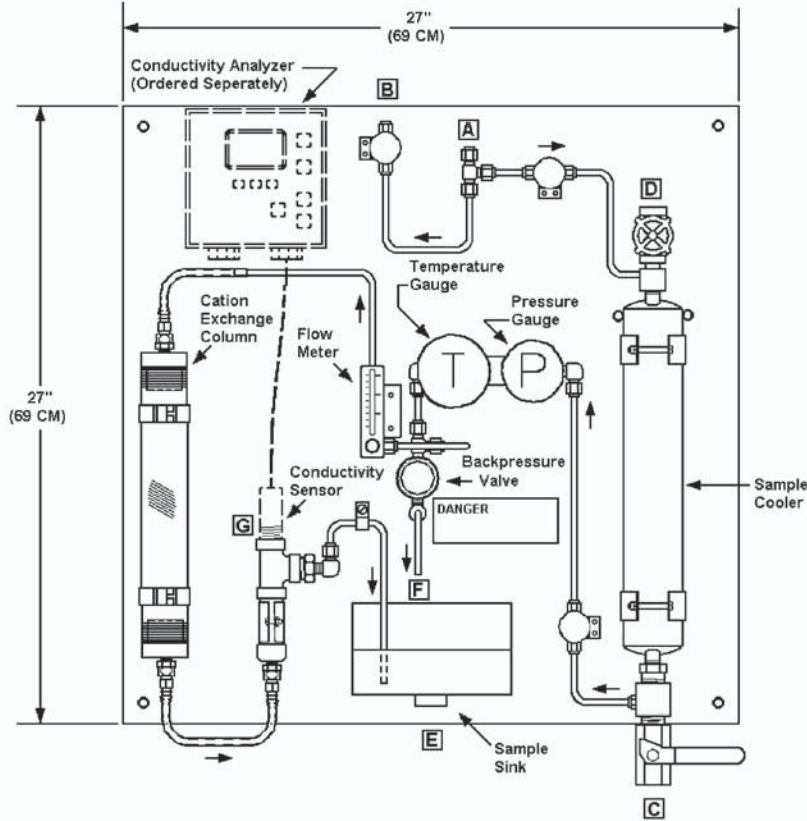 27"
(69 CM)
Conductivity Analyzer
(Ordered Seperately)
B
A
D
Temperature
Gauge
Pressure
Gauge
Cation
Exchange
Column
Flow
Meter
T
P
27"
(69 CM)
Conductivity
Sensor
Backpressure
Valve
Sample
Cooler
G
DANGER
F
E
Sample
Sink
C